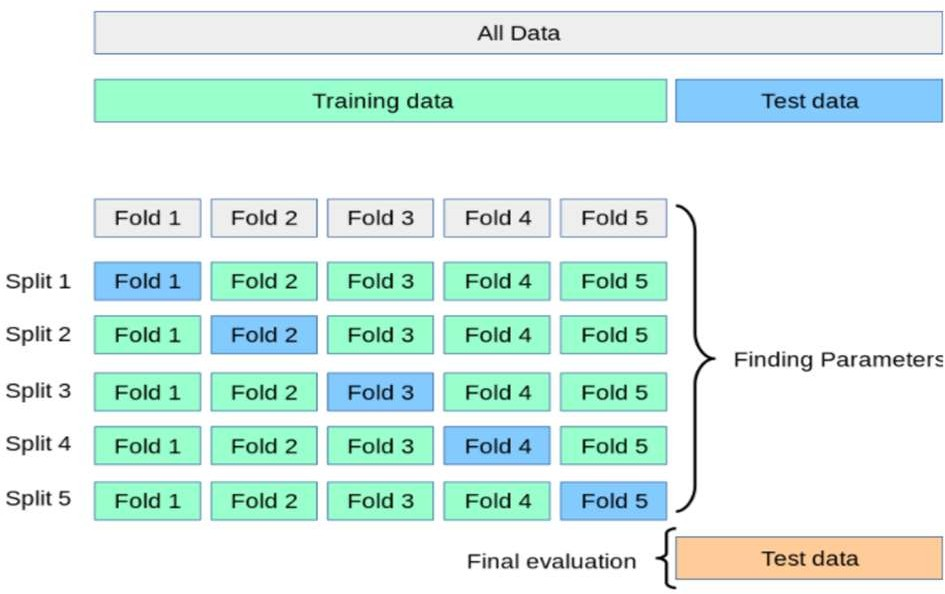 All Data
Training data Test data
Fold 1 Fold 2 Fold 3 Fold 4 Fold 5
Split 1 Fold 1 Fold 2 Fold 3 Fold 4 Fold 5
Split 2 Fold 1 Fold 2 Fold 3 Fold 4 Fold 5
Finding Parameters
Split 3 Fold 1 Fold 2 Fold 3 Fold 4 Fold 5
Split 4 Fold 1 Fold 2 Fold 3 Fold 4 Fold 5
Split 5 Fold 1 Fold 2 Fold 3 Fold 4 Fold 5
Final evaluation Test data